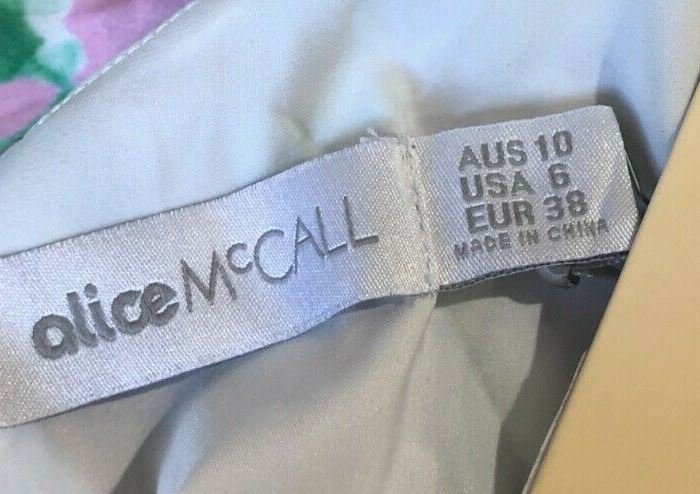 alice McCALL
AUS 10
USA 6
EUR 38
MADE IN CHINA